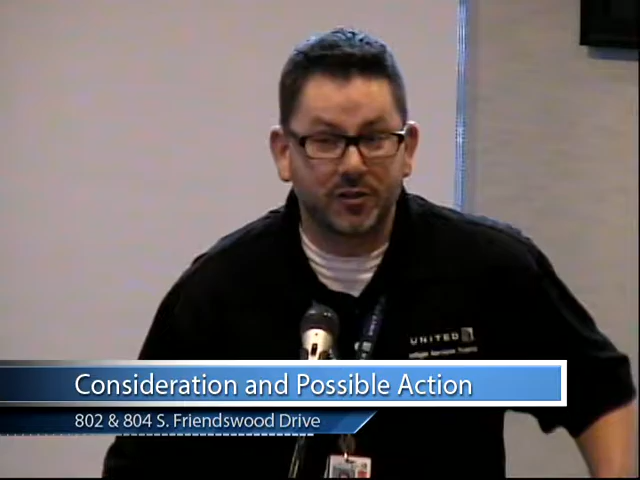 UNITED
Consideration and Possible Action
802 & 804 S. Friendswood Drive